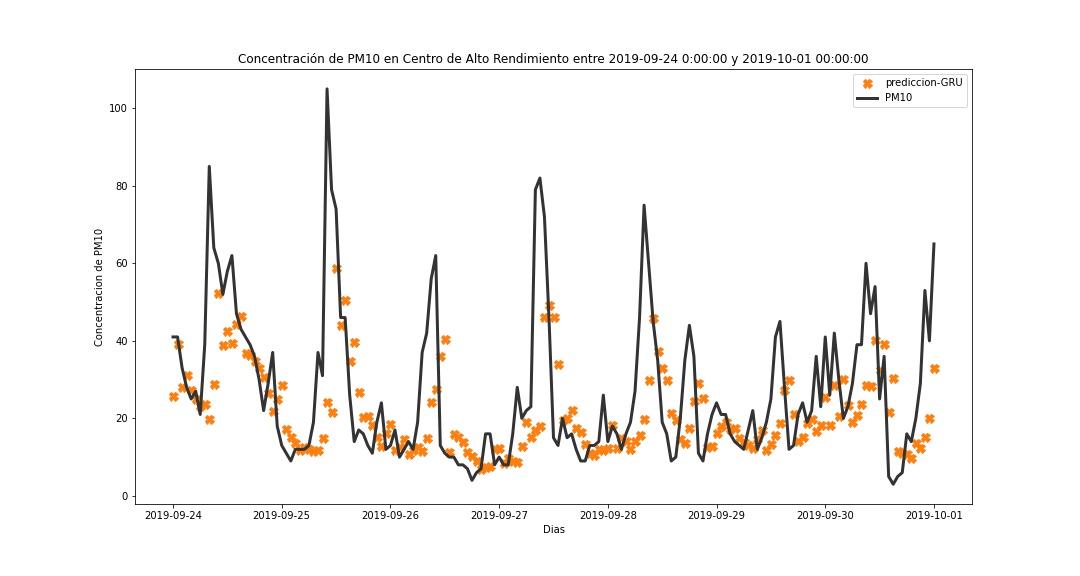 Concentración de PM10 en Centro de Alto Rendimiento entre 2019-09-24 0:00:00 y 2019-10-01 00:00:00
prediccion-GRU
PM10
Concentracion de PM10
100
80
60
40
20
0
2019-09-24 2019-09-25 2019-09-26 2019-09-27 2019-09-28 2019-09-29 2019-09-30 2019-10-01
Dias